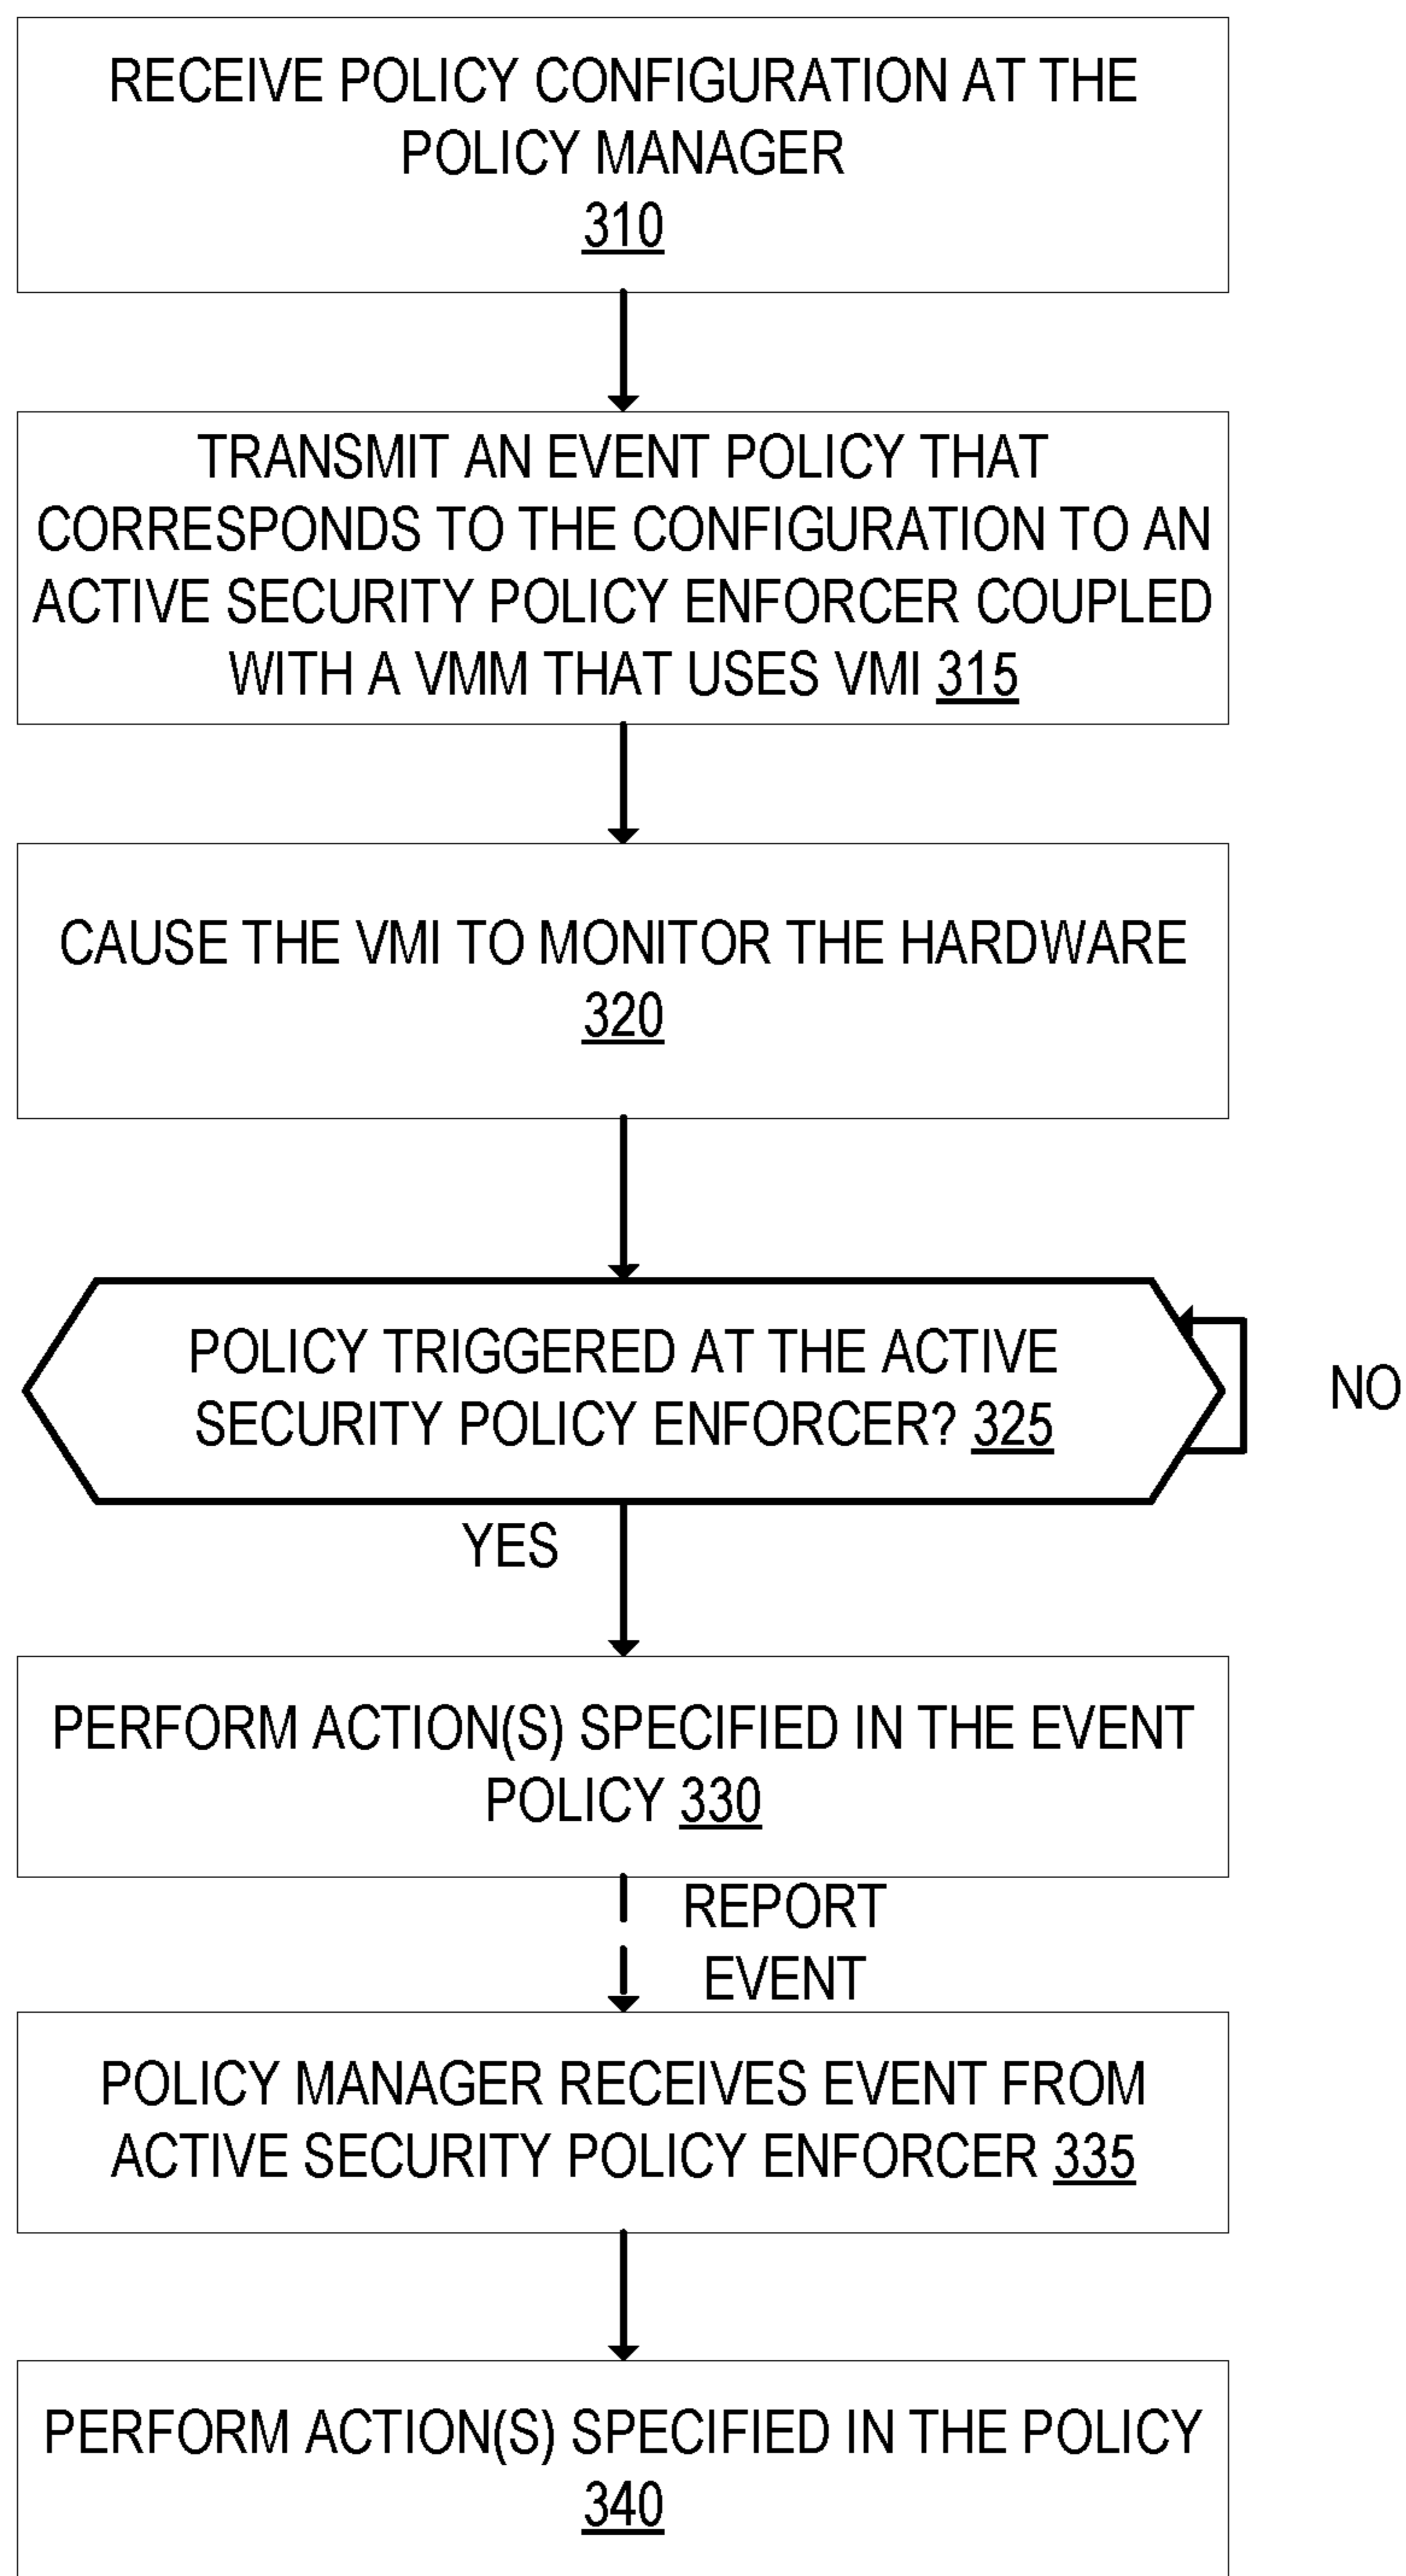 RECEIVE POLICY CONFIGURATION AT THE
POLICY MANAGER
310
TRANSMIT AN EVENT POLICY THAT
CORRESPONDS TO THE CONFIGURATION TO AN
ACTIVE SECURITY POLICY ENFORCER COUPLED
WITH A VMM THAT USES VMI 315
CAUSE THE VMI TO MONITOR THE HARDWARE
320
POLICY TRIGGERED AT THE ACTIVE
SECURITY POLICY ENFORCER? 325
NO
YES
PERFORM ACTION(S) SPECIFIED IN THE EVENT
POLICY 330
REPORT
EVENT
POLICY MANAGER RECEIVES EVENT FROM
ACTIVE SECURITY POLICY ENFORCER 335
PERFORM ACTION(S) SPECIFIED IN THE POLICY
340